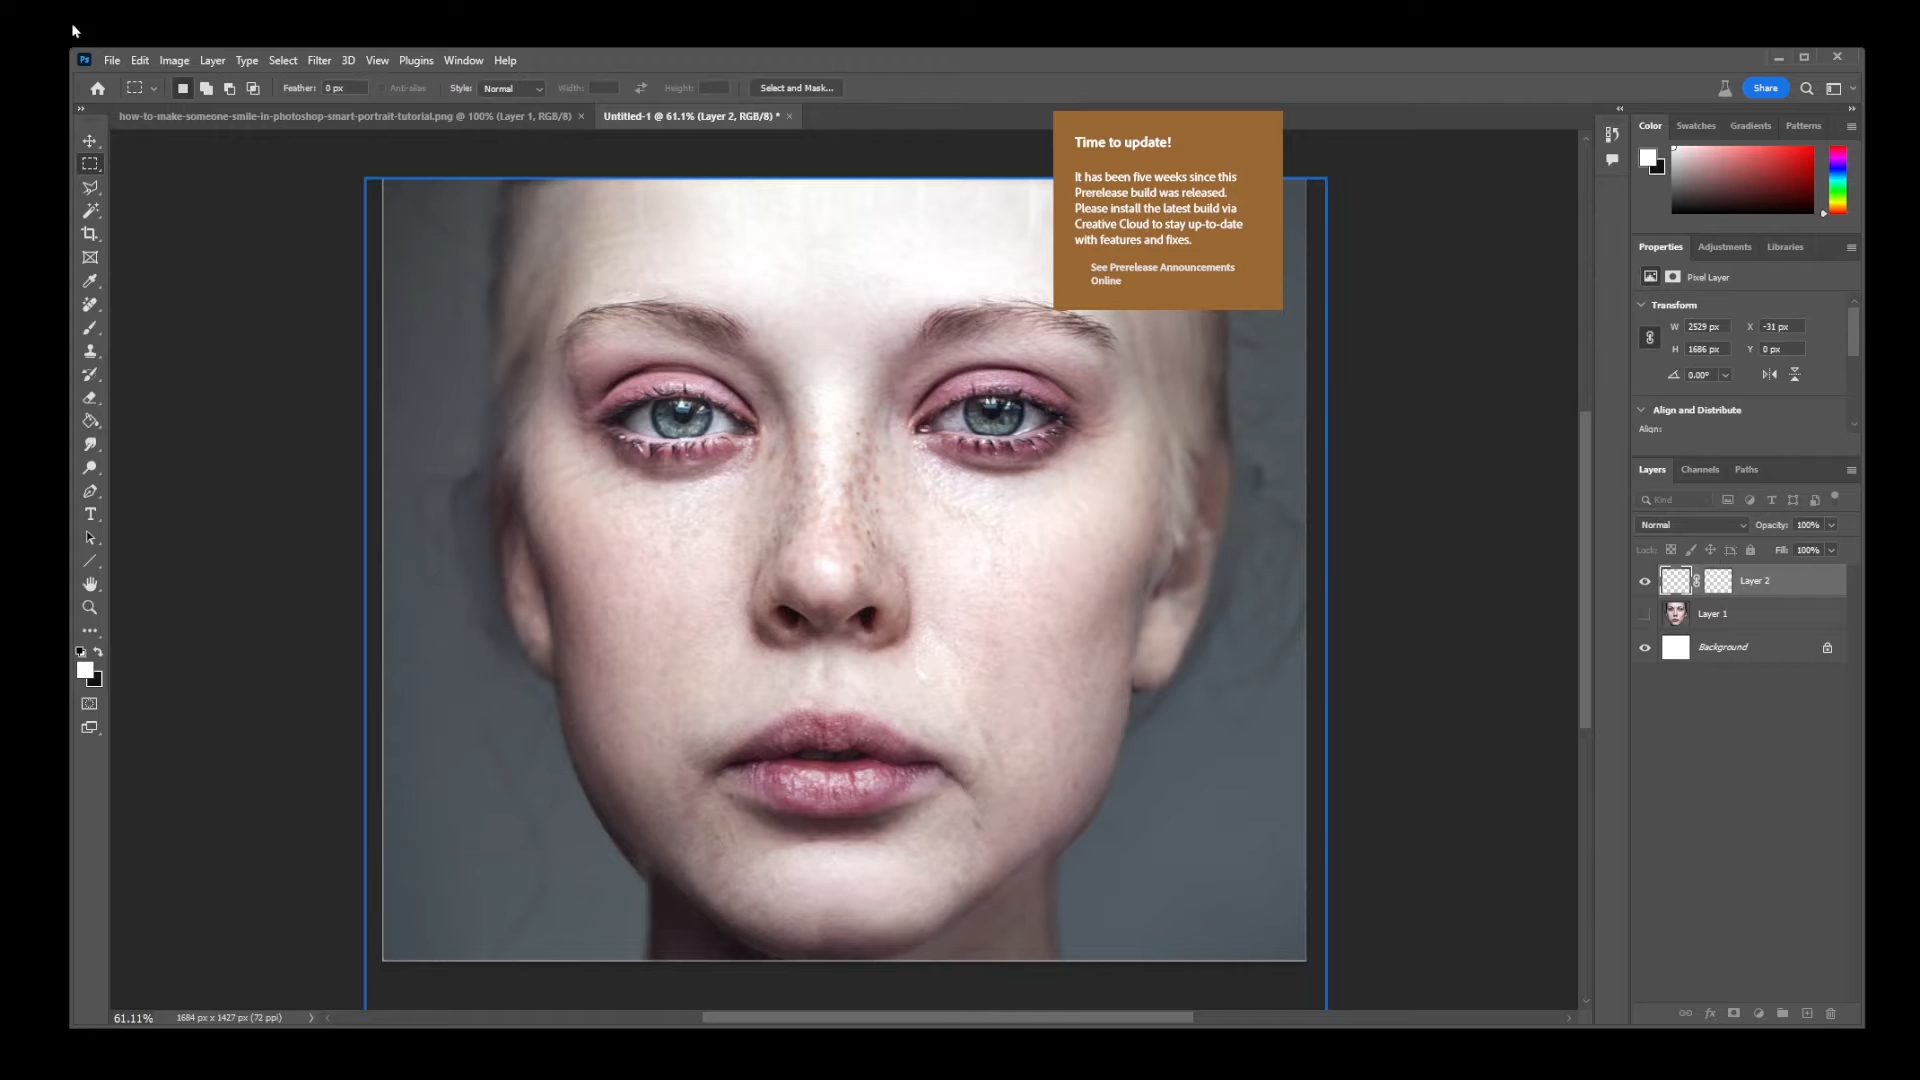 Ps File Edit Image Layer Type Select Filter 3D View Plugins Window Help
Feather: 0 px Anti-alias Style: Normal Width: Height: Select and Mask... Share
how-to-make-someone-smile-in-photoshop-smart-portrait-tutorial.png @ 100% (Layer 1, RGB/8) × Untitled-1 @ 61.1% (Layer 2, RGB/8) * ×
Time to update!
It has been five weeks since this
Prerelease build was released.
Please install the latest build via
Creative Cloud to stay up-to-date
with features and fixes.
See Prerelease Announcements
Online
Color Swatches Gradients Patterns
Properties Adjustments Libraries
Pixel Layer
Transform
W 2529 px X -31 px
H 1686 px Y 0 px
0.00°
Align and Distribute
Align:
Layers Channels Paths
Kind
Normal Opacity: 100%
Lock: Fill: 100%
Layer 2
Layer 1
Background
61.11% 1684 px x 1427 px (72 ppi)